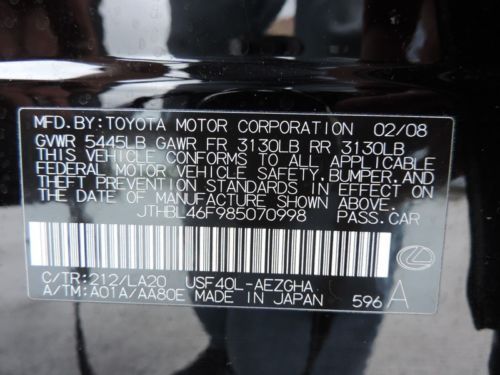 MFD.BY:TOYOTA MOTOR CORPORATION 02/08
GVWR 5445LB GAWR FR 3130LB RR 3130LB
THIS VEHICLE CONFORMS TO ALL APPLICABLE
FEDERAL MOTOR VEHICLE SAFETY,BUMPER,AND
THEFT PREVENTION STANDARDS IN EFFECT ON
THE DATE OF MANUFACTURE SHOWN ABOVE.
JTHBL46F985070998 PASS.CAR
C/TR:212/LA20 USF40L-AEZGHA
A/TM:A01A/AA80E MADE IN JAPAN 596 A